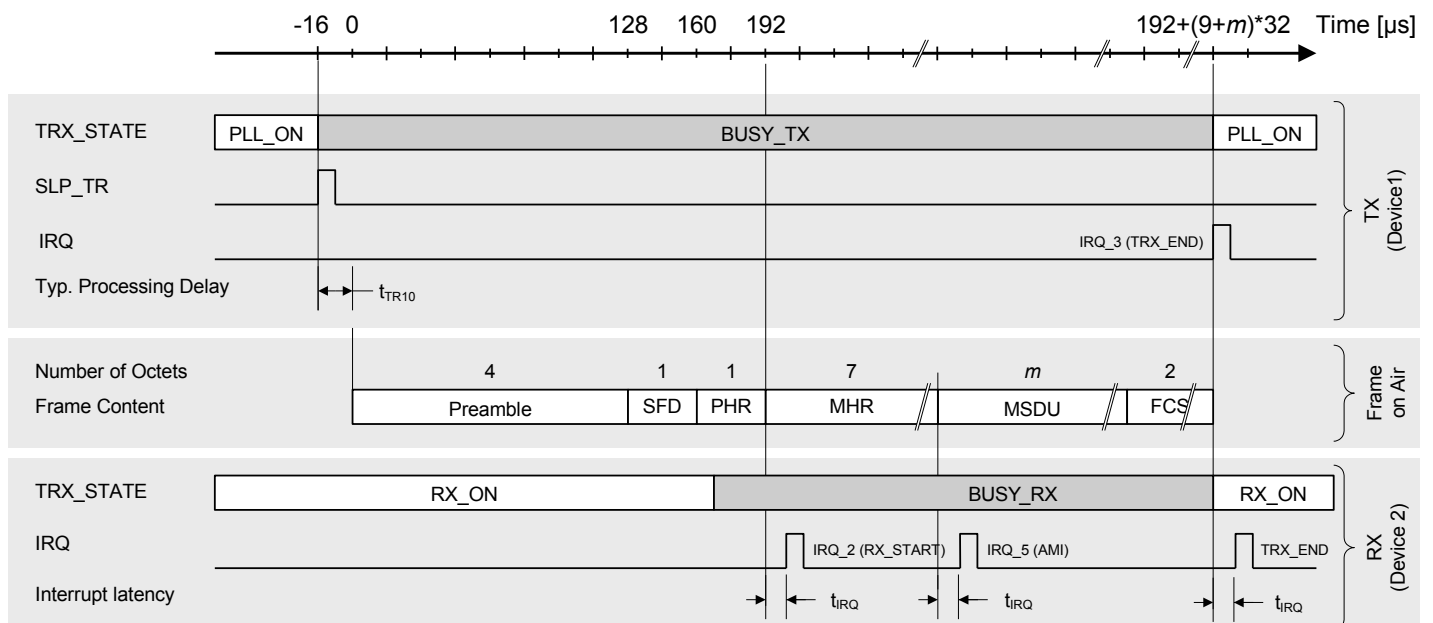 -16 0 128 160 192 192+(9+m)*32 Time [µs]
TRX_STATE PLL_ON BUSY_TX PLL_ON
SLP_TR
IRQ IRQ_3 (TRX_END)
Typ. Processing Delay tTR10
TX
(Device1)
Number of Octets 4 1 1 7 m 2
Frame Content Preamble SFD PHR MHR MSDU FCS
Frame
on Air
TRX_STATE RX_ON BUSY_RX RX_ON
IRQ IRQ_2 (RX_START) IRQ_5 (AMI) TRX_END
Interrupt latency tIRQ tIRQ tIRQ
RX
(Device 2)